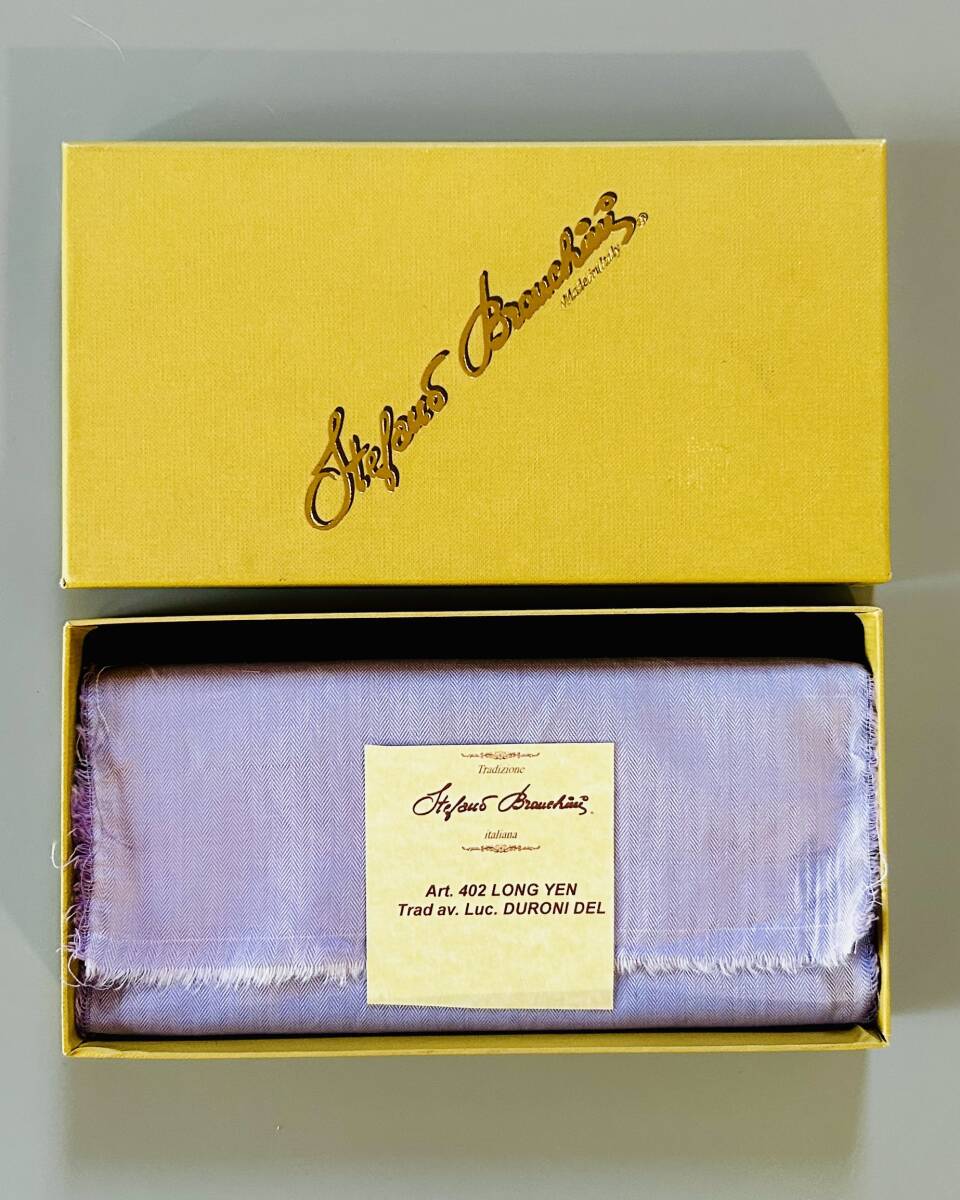 Stefano Branchini ®
Made in Italy
Tradizione
Stefano Branchini
italiana
Art. 402 LONG YEN
Trad av. Luc. DURONI DEL